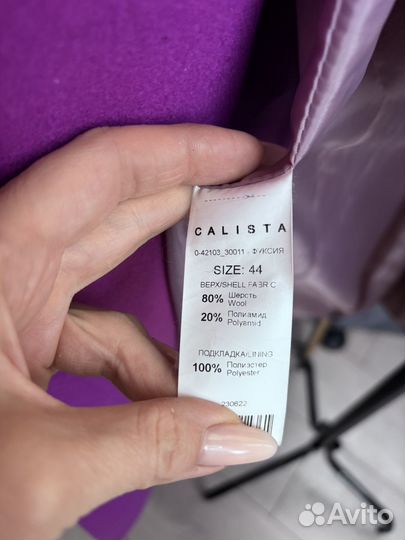 CALISTA
0-42103_30011 - ФУКСИЯ
SIZE: 44
ВЕРХ/SHELL FABRIC
80% Шерсть
Wool
20% Полиамид
Polyamid
ПОДКЛАДКА/LINING
100% Полиэстер
Polyester
230622
Avito